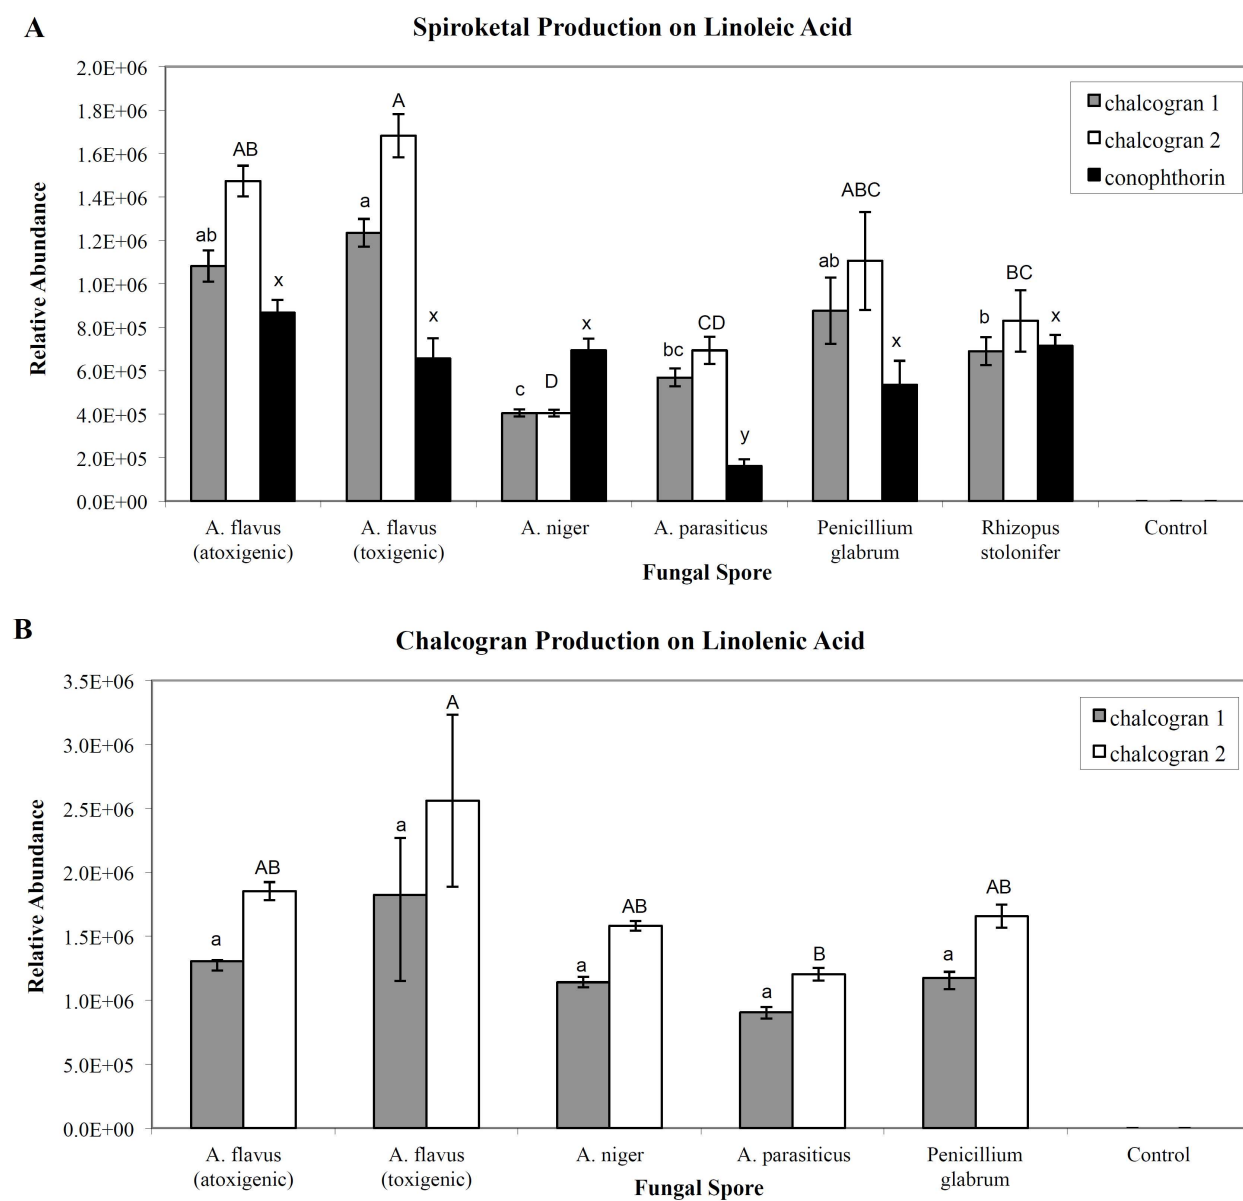 A
Spiroketal Production on Linoleic Acid
2.0E+06
1.8E+06
1.6E+06
1.4E+06
1.2E+06
1.0E+06
8.0E+05
6.0E+05
4.0E+05
2.0E+05
0.0E+00
Relative Abundance
chalcogran 1
chalcogran 2
conophthorin
ab
AB
x
a
A
x
c
D
x
bc
CD
y
ab
ABC
x
b
BC
x
A. flavus
(atoxigenic)
A. flavus
(toxigenic)
A. niger
A. parasiticus
Penicillium
glabrum
Rhizopus
stolonifer
Control
Fungal Spore
B
Chalcogran Production on Linolenic Acid
3.5E+06
3.0E+06
2.5E+06
2.0E+06
1.5E+06
1.0E+06
5.0E+05
0.0E+00
Relative Abundance
chalcogran 1
chalcogran 2
a
AB
a
A
a
AB
a
B
a
AB
A. flavus
(atoxigenic)
A. flavus
(toxigenic)
A. niger
A. parasiticus
Penicillium
glabrum
Control
Fungal Spore